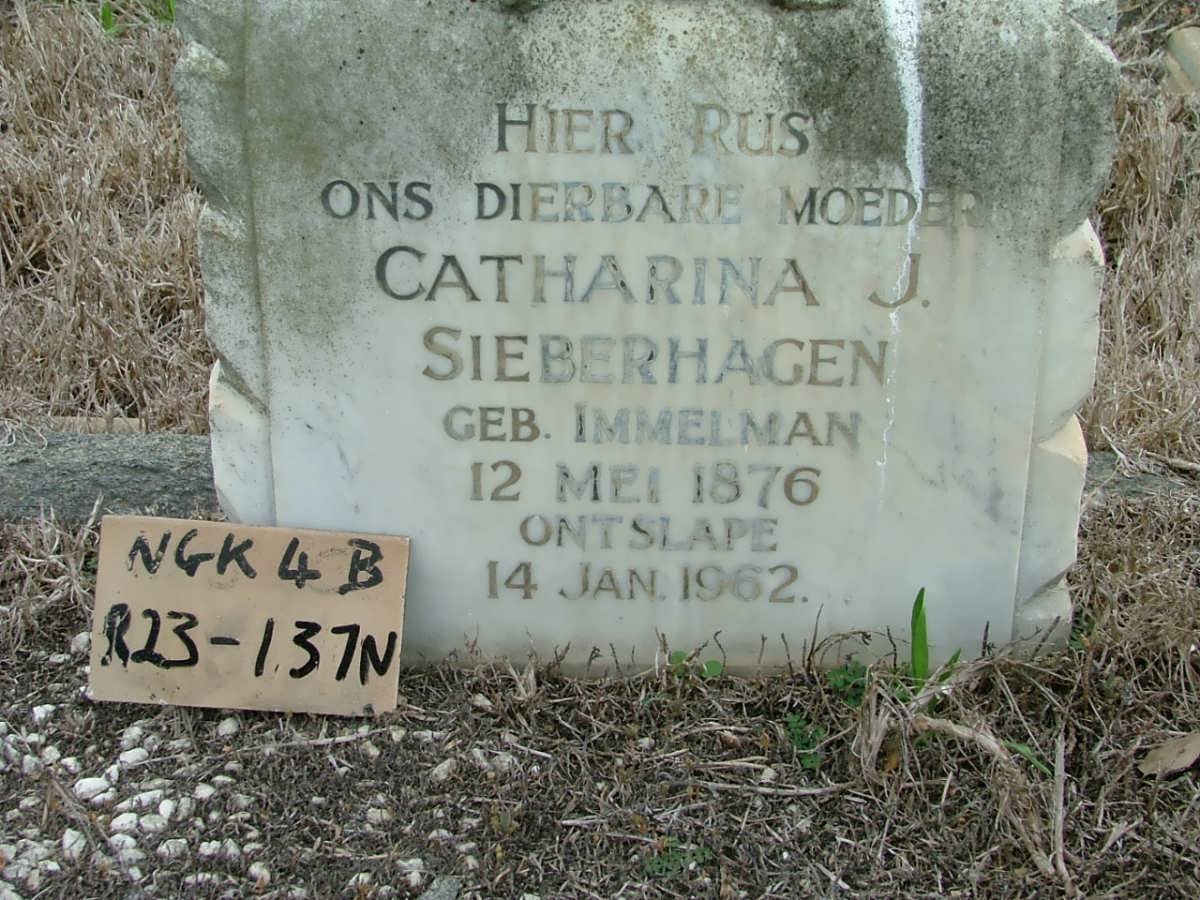 HIER RUS
ONS DIERBARE MOEDER
CATHARINA J.
SIEBERHAGEN
GEB. IMMELMAN
12 MEI 1876
ONTSLAPE
14 JAN. 1962.
NGK 4 B
R23-137N